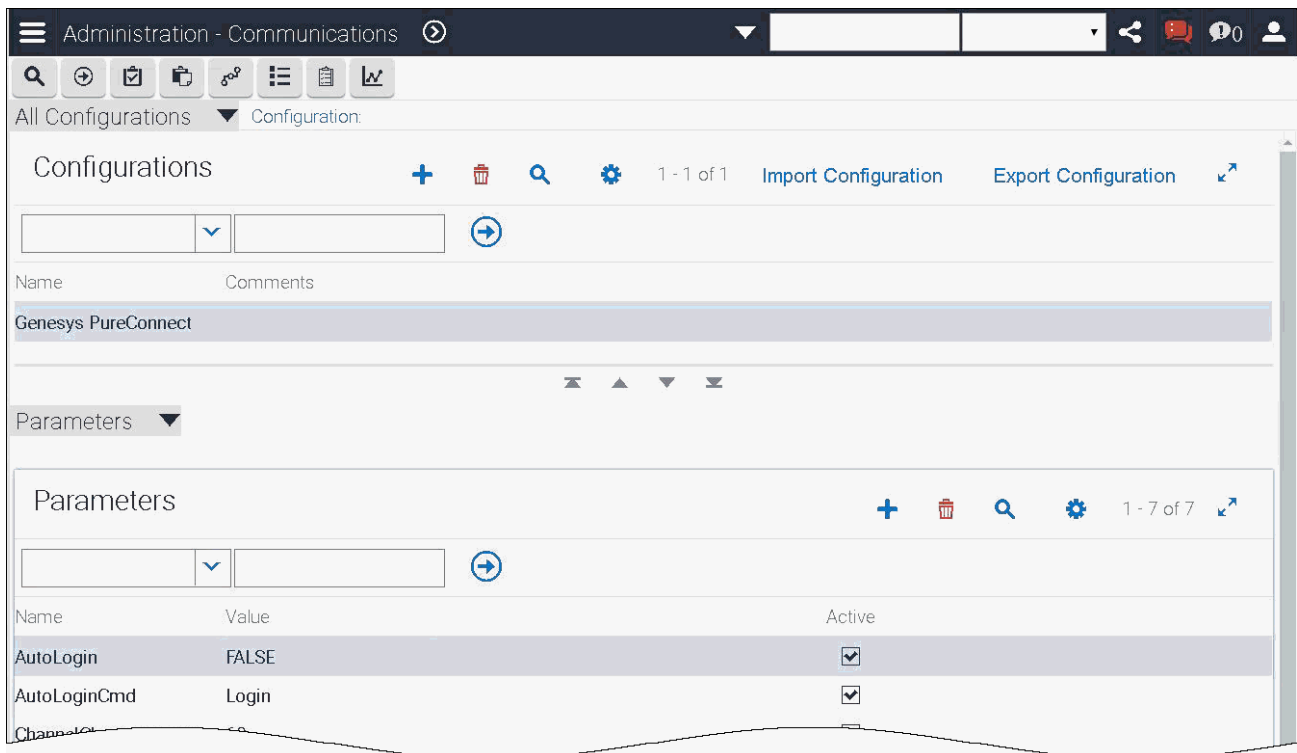 Administration - Communications 0
All Configurations Configuration:
Configurations 1 - 1 of 1 Import Configuration Export Configuration
Name Comments
Genesys PureConnect
Parameters
Parameters 1 - 7 of 7
Name Value Active
AutoLogin FALSE
AutoLoginCmd Login